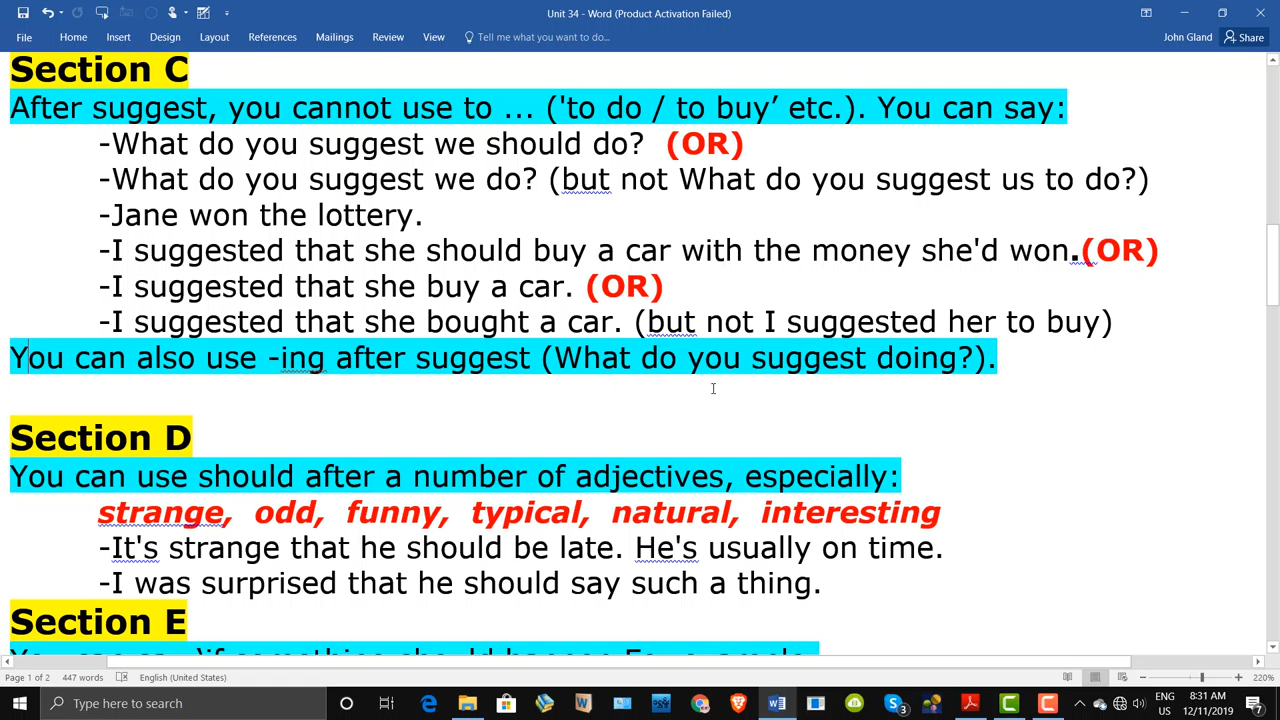 Unit 34 - Word (Product Activation Failed)
File Home Insert Design Layout References Mailings Review View Tell me what you want to do... John Gland Share
Section C
After suggest, you cannot use to ... ('to do / to buy’ etc.). You can say:
-What do you suggest we should do? (OR)
-What do you suggest we do? (but not What do you suggest us to do?)
-Jane won the lottery.
-I suggested that she should buy a car with the money she'd won.(OR)
-I suggested that she buy a car. (OR)
-I suggested that she bought a car. (but not I suggested her to buy)
You can also use -ing after suggest (What do you suggest doing?).
Section D
You can use should after a number of adjectives, especially:
strange, odd, funny, typical, natural, interesting
-It's strange that he should be late. He's usually on time.
-I was surprised that he should say such a thing.
Section E
Page 1 of 2 447 words English (United States) 220%
Type here to search
ENG 8:31 AM
US 12/11/2019